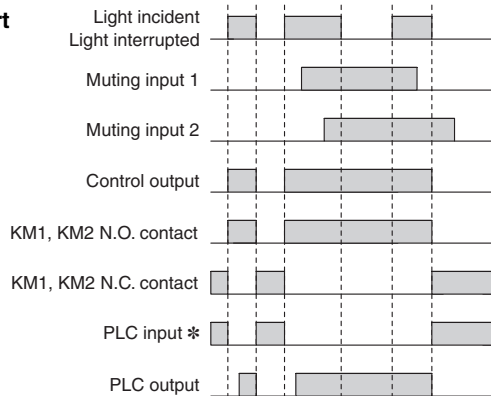 rt
Light incident
Light interrupted
Muting input 1
Muting input 2
Control output
KM1, KM2 N.O. contact
KM1, KM2 N.C. contact
PLC input *
PLC output